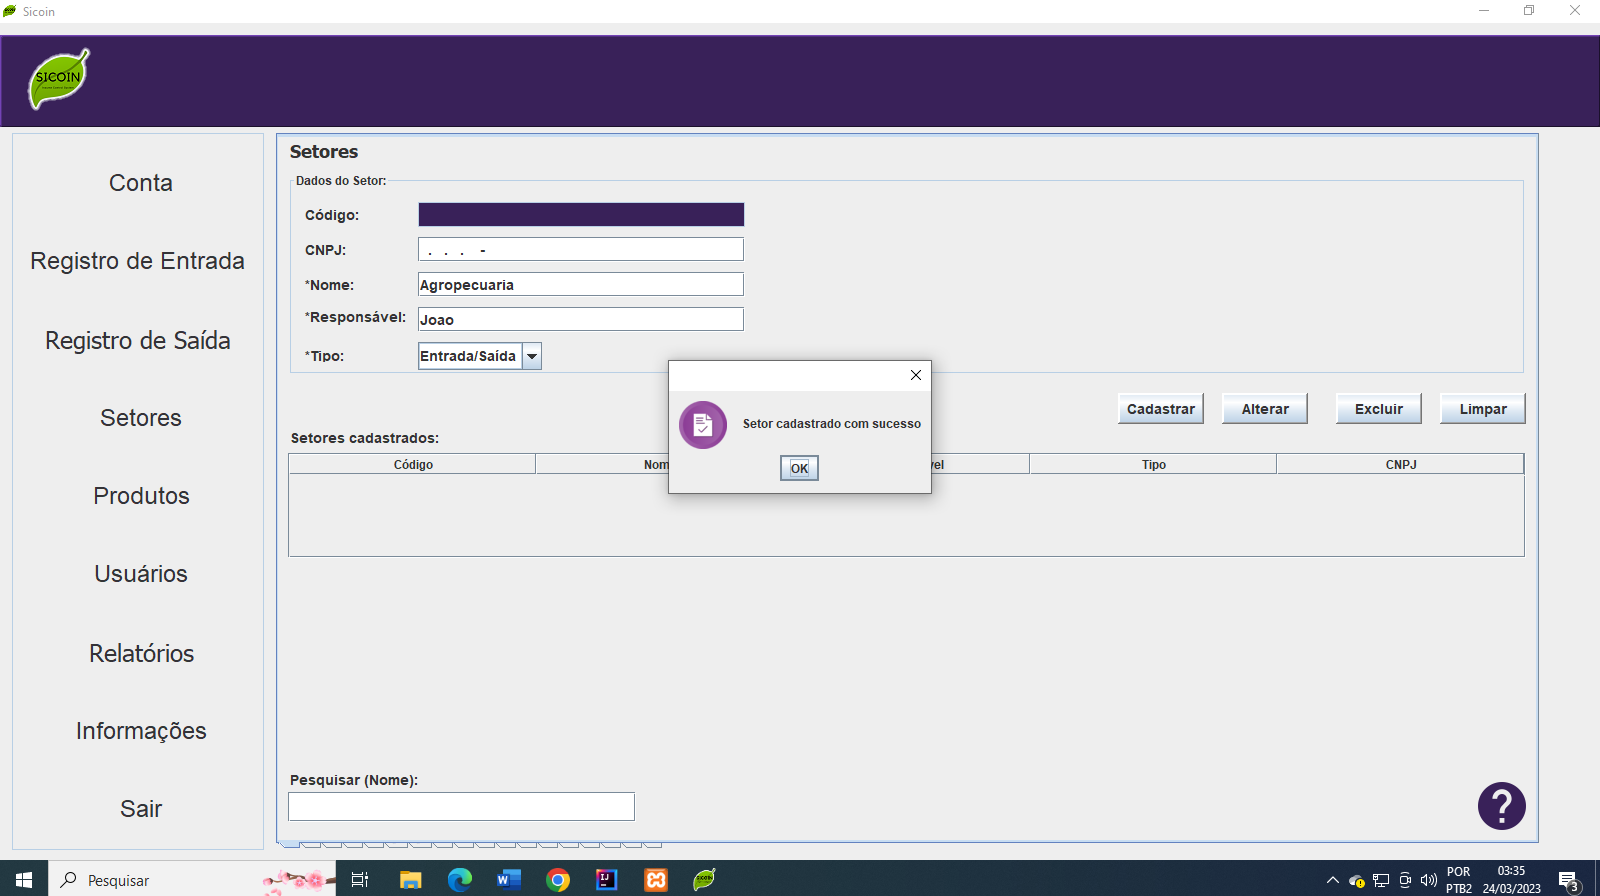 Sicoin
SICOIN
Conta
Registro de Entrada
Registro de Saída
Setores
Produtos
Usuários
Relatórios
Informações
Sair
Setores
Dados do Setor:
Código:
CNPJ: . . . -
*Nome: Agropecuaria
*Responsável: Joao
*Tipo: Entrada/Saída
Cadastrar Alterar Excluir Limpar
Setor cadastrado com sucesso
OK
Setores cadastrados:
Código Nom vel Tipo CNPJ
Pesquisar (Nome):
?
Pesquisar
POR
PTB2
03:35
24/03/2023
3